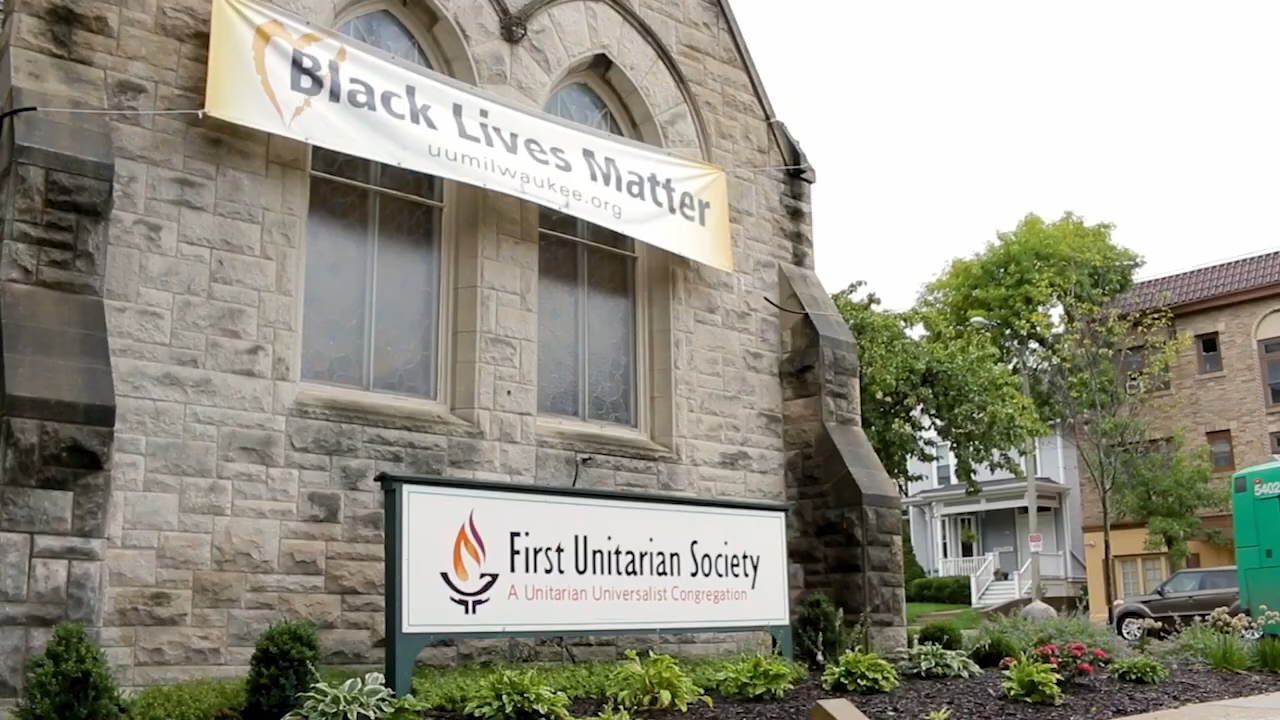 Black Lives Matter
uumilwaukee.org
First Unitarian Society
A Unitarian Universalist Congregation
5402